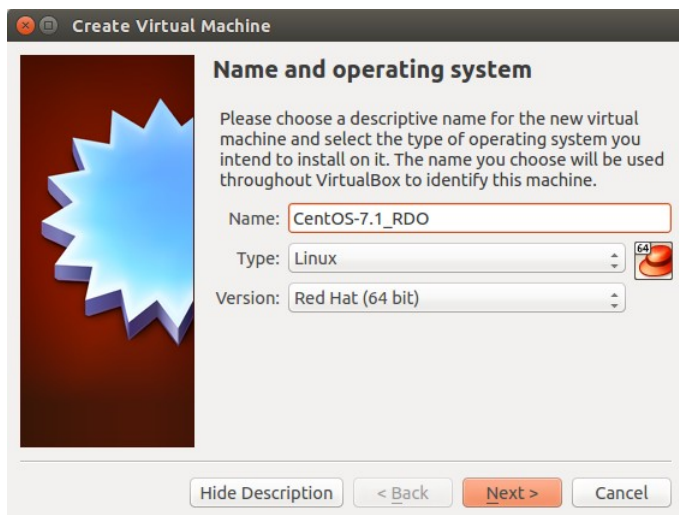 Create Virtual Machine
Name and operating system
Please choose a descriptive name for the new virtual
machine and select the type of operating system you
intend to install on it. The name you choose will be used
throughout VirtualBox to identify this machine.
Name: CentOS-7.1_RDO
Type: Linux
64
Version: Red Hat (64 bit)
Hide Description < Back Next > Cancel